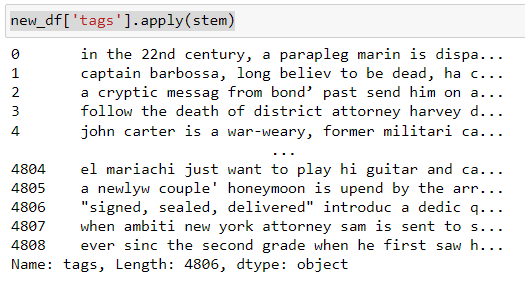 new_df['tags'].apply(stem)
0 in the 22nd century, a parapleg marin is dispa...
1 captain barbossa, long believ to be dead, ha c...
2 a cryptic messag from bond’ past send him on a...
3 follow the death of district attorney harvey d...
4 john carter is a war-weary, former militari ca...
...
4804 el mariachi just want to play hi guitar and ca...
4805 a newlyw couple' honeymoon is upend by the arr...
4806 "signed, sealed, delivered" introduc a dedic q...
4807 when ambiti new york attorney sam is sent to s...
4808 ever sinc the second grade when he first saw h...
Name: tags, Length: 4806, dtype: object